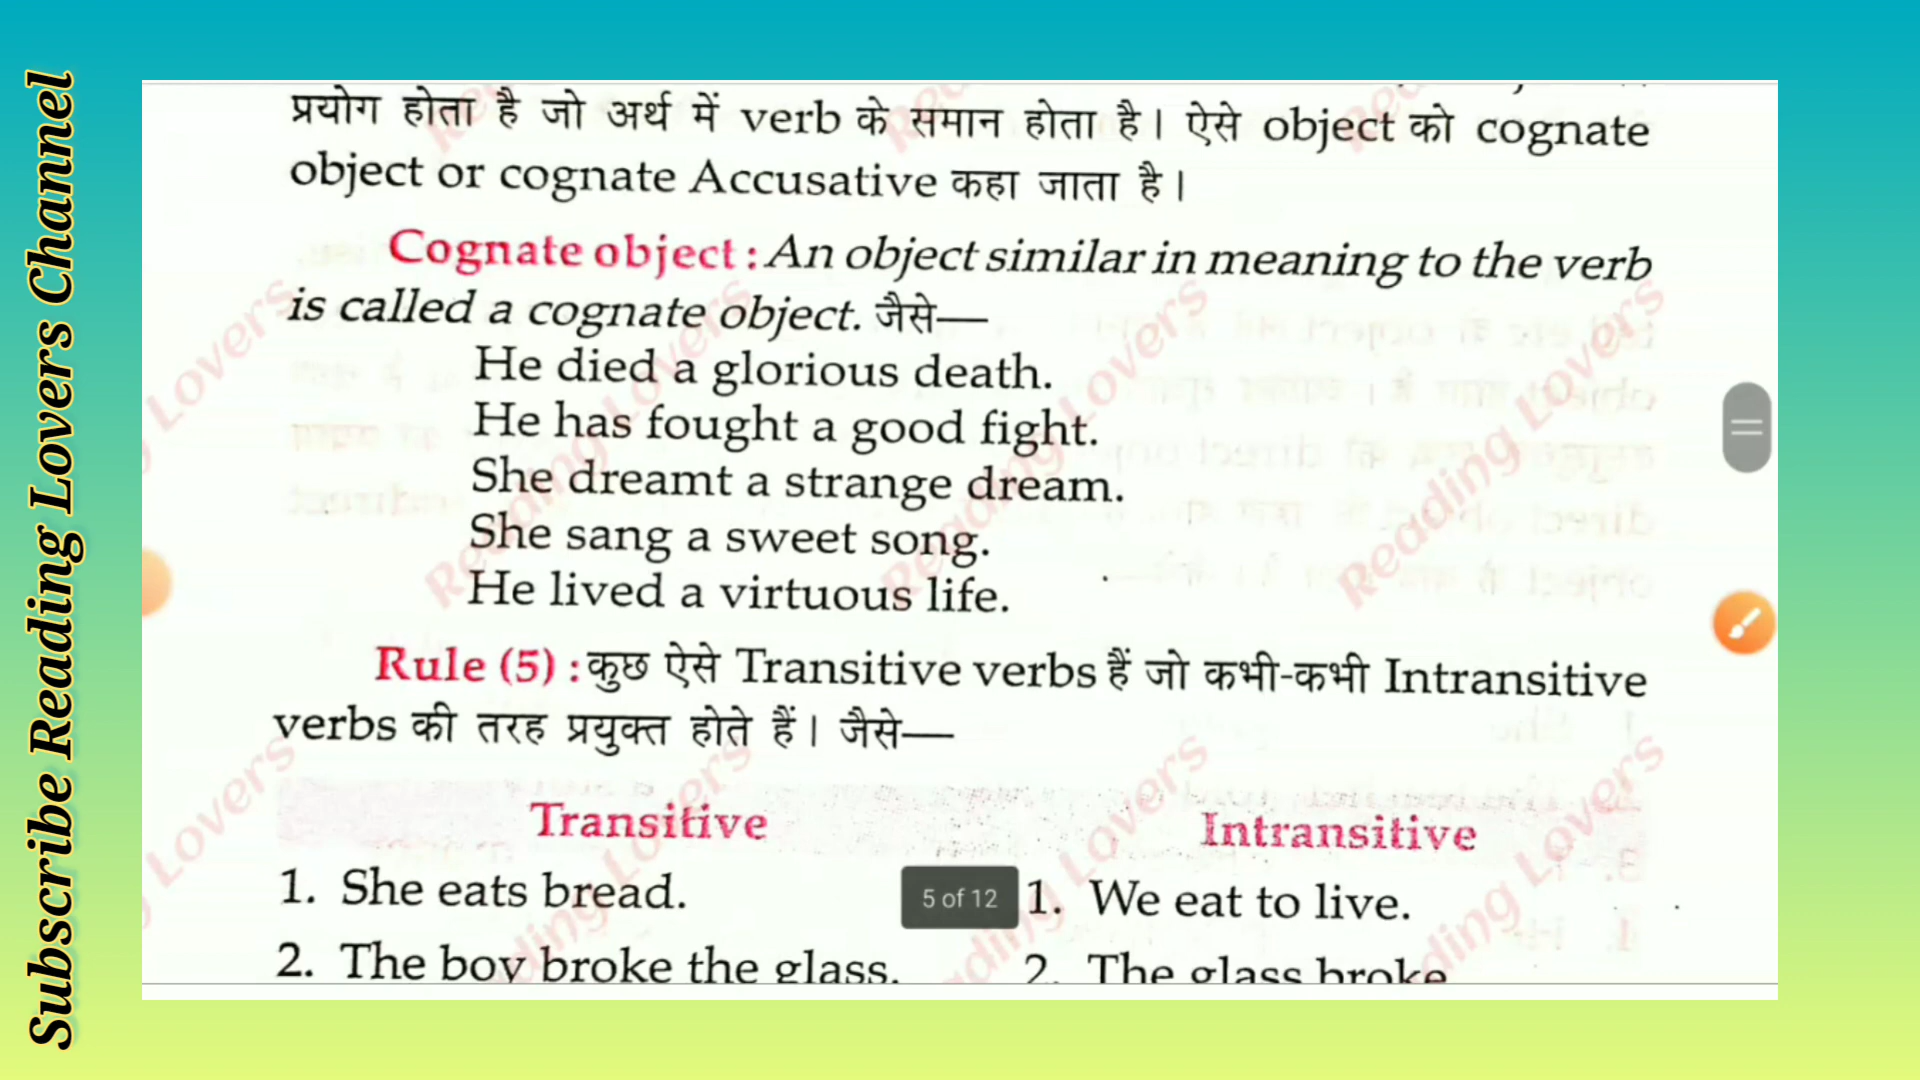 Subscribe Reading Lovers Channel
प्रयोग होता है जो अर्थ में verb के समान होता है। ऐसे object को cognate
object or cognate Accusative कहा जाता है।
Cognate object : An object similar in meaning to the verb
is called a cognate object. जैसे—
He died a glorious death.
He has fought a good fight.
She dreamt a strange dream.
She sang a sweet song.
He lived a virtuous life.
Rule (5) : कुछ ऐसे Transitive verbs हैं जो कभी-कभी Intransitive
verbs की तरह प्रयुक्त होते हैं। जैसे—
Transitive Intransitive
1. She eats bread. 1. We eat to live.
2. The boy broke the glass. 2. The glass broke
5 of 12
Reading Lovers